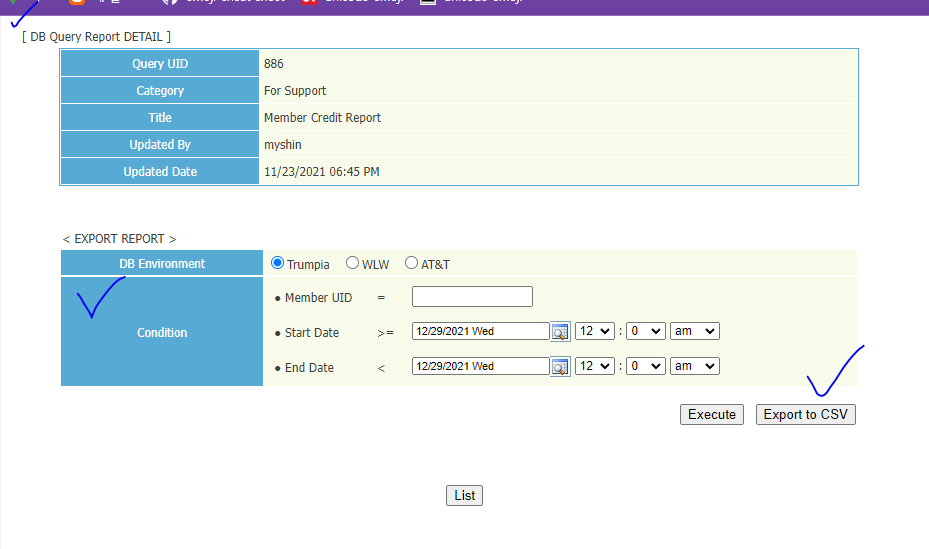 [ DB Query Report DETAIL ]
Query UID 886
Category For Support
Title Member Credit Report
Updated By myshin
Updated Date 11/23/2021 06:45 PM
< EXPORT REPORT >
DB Environment Trumpia WLW AT&T
Condition
• Member UID =
• Start Date >= 12/29/2021 Wed 12 : 0 am
• End Date < 12/29/2021 Wed 12 : 0 am
Execute Export to CSV
List